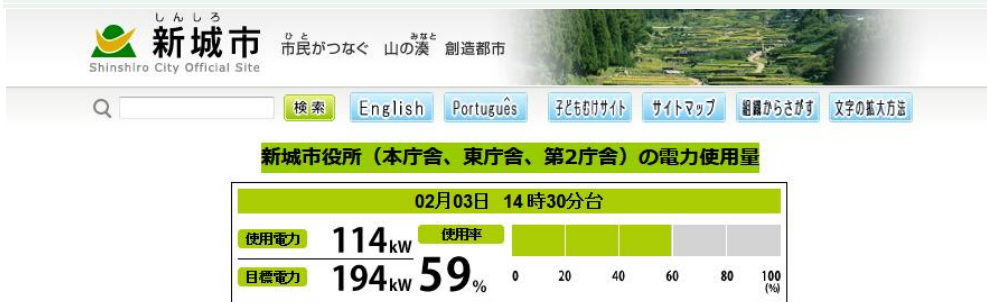 しんしろ
新城市
Shinshiro City Official Site
市民がつなぐ 山の湊 創造都市
ひと
みなと
検索
English
Português
子どもむけサイト
サイトマップ
組織からさがす
文字の拡大方法
新城市役所（本庁舎、東庁舎、第2庁舎）の電力使用量
02月03日 14時30分台
使用電力 114kW
使用率
目標電力 194kW
59%
0 20 40 60 80 100
(%)